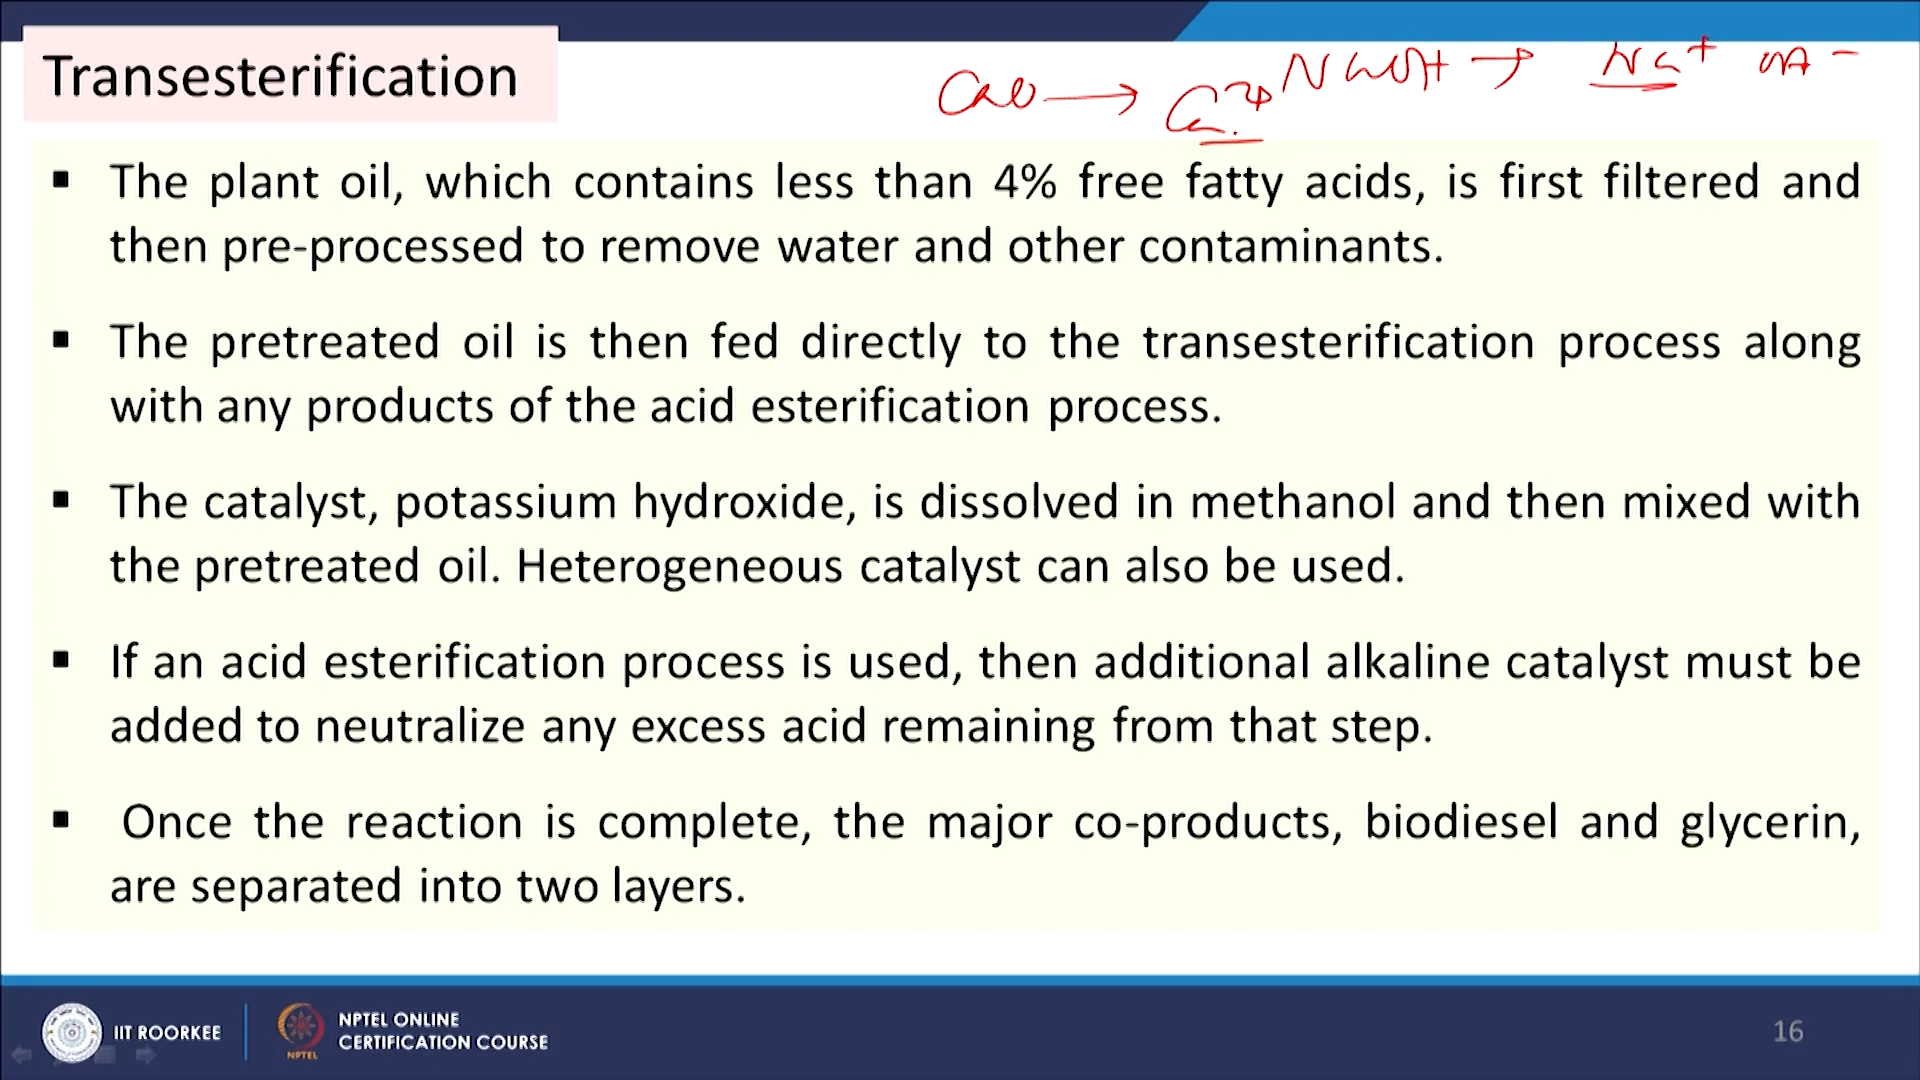 Transesterification
CaO → Ca2+ NaOH → Na+ OH-
▪ The plant oil, which contains less than 4% free fatty acids, is first filtered and
then pre-processed to remove water and other contaminants.
▪ The pretreated oil is then fed directly to the transesterification process along
with any products of the acid esterification process.
▪ The catalyst, potassium hydroxide, is dissolved in methanol and then mixed with
the pretreated oil. Heterogeneous catalyst can also be used.
▪ If an acid esterification process is used, then additional alkaline catalyst must be
added to neutralize any excess acid remaining from that step.
▪ Once the reaction is complete, the major co-products, biodiesel and glycerin,
are separated into two layers.
IIT ROORKEE
NPTEL
NPTEL ONLINE
CERTIFICATION COURSE
16